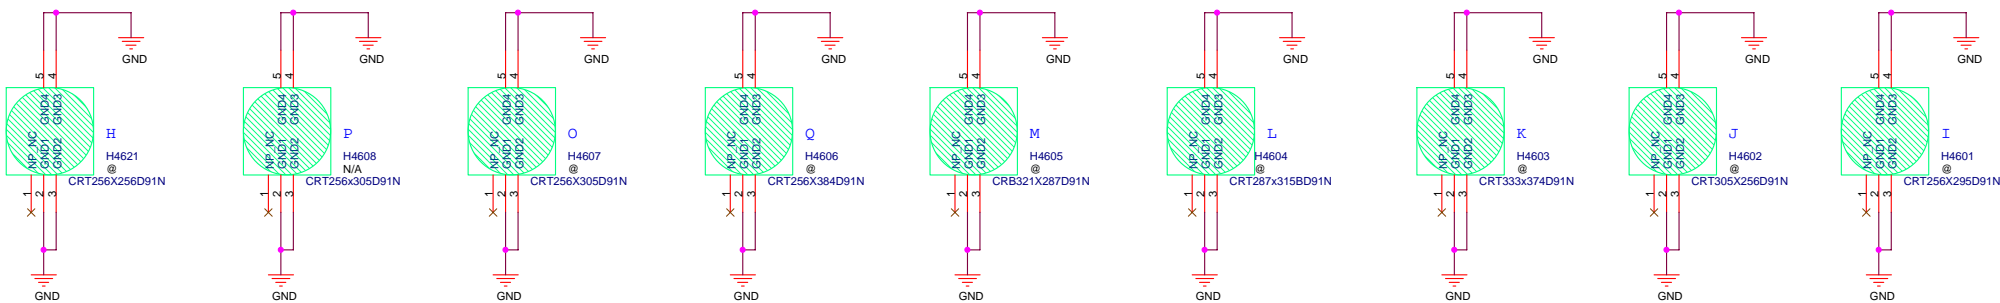 GND GND GND GND GND GND GND GND GND
5 4 5 4 5 4 5 4 5 4 5 4 5 4 5 4 5 4
GND4 GND3 GND4 GND3 GND4 GND3 GND4 GND3 GND4 GND3 GND4 GND3 GND4 GND3 GND4 GND3 GND4 GND3
H P O Q M L K J I
NP_NC GND1 GND2 NP_NC GND1 GND2 NP_NC GND1 GND2 NP_NC GND1 GND2 NP_NC GND1 GND2 NP_NC GND1 GND2 NP_NC GND1 GND2 NP_NC GND1 GND2 NP_NC GND1 GND2
H4621 H4608 H4607 H4606 H4605 H4604 H4603 H4602 H4601
@ N/A @ @ @ @ @ @ @
CRT256X256D91N CRT256x305D91N CRT256X305D91N CRT256X384D91N CRB321X287D91N CRT287x315BD91N CRT333x374D91N CRT305X256D91N CRT256X295D91N
1 2 3 1 2 3 1 2 3 1 2 3 1 2 3 1 2 3 1 2 3 1 2 3 1 2 3
GND GND GND GND GND GND GND GND GND